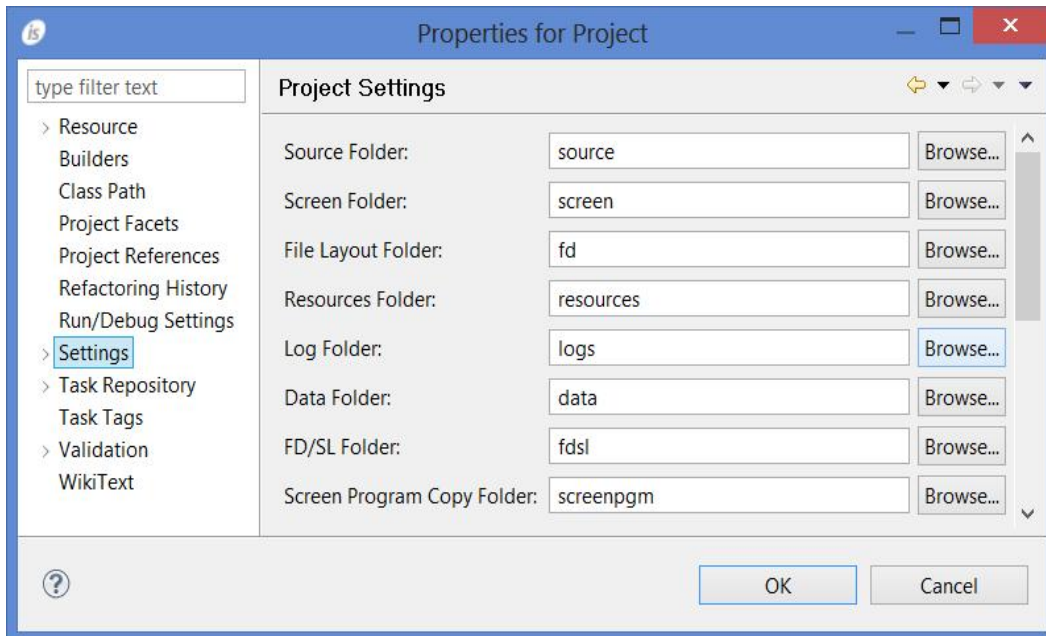 is
Properties for Project
type filter text
Resource
Builders
Class Path
Project Facets
Project References
Refactoring History
Run/Debug Settings
Settings
Task Repository
Task Tags
Validation
WikiText
Project Settings
Source Folder: source Browse...
Screen Folder: screen Browse...
File Layout Folder: fd Browse...
Resources Folder: resources Browse...
Log Folder: logs Browse...
Data Folder: data Browse...
FD/SL Folder: fdsl Browse...
Screen Program Copy Folder: screenpgm Browse...
?
OK Cancel